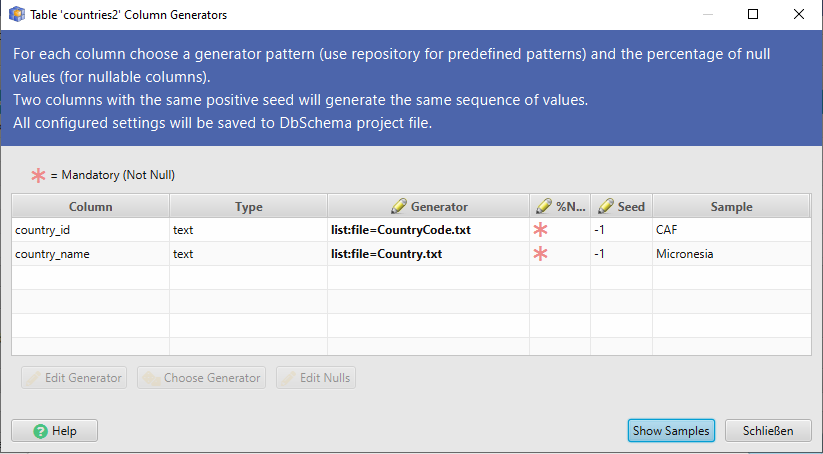 Table 'countries2' Column Generators
For each column choose a generator pattern (use repository for predefined patterns) and the percentage of null
values (for nullable columns).
Two columns with the same positive seed will generate the same sequence of values.
All configured settings will be saved to DbSchema project file.
= Mandatory (Not Null)
Column Type Generator %N... Seed Sample
country_id text list:file=CountryCode.txt -1 CAF
country_name text list:file=Country.txt -1 Micronesia
Edit Generator Choose Generator Edit Nulls
Help Show Samples Schließen